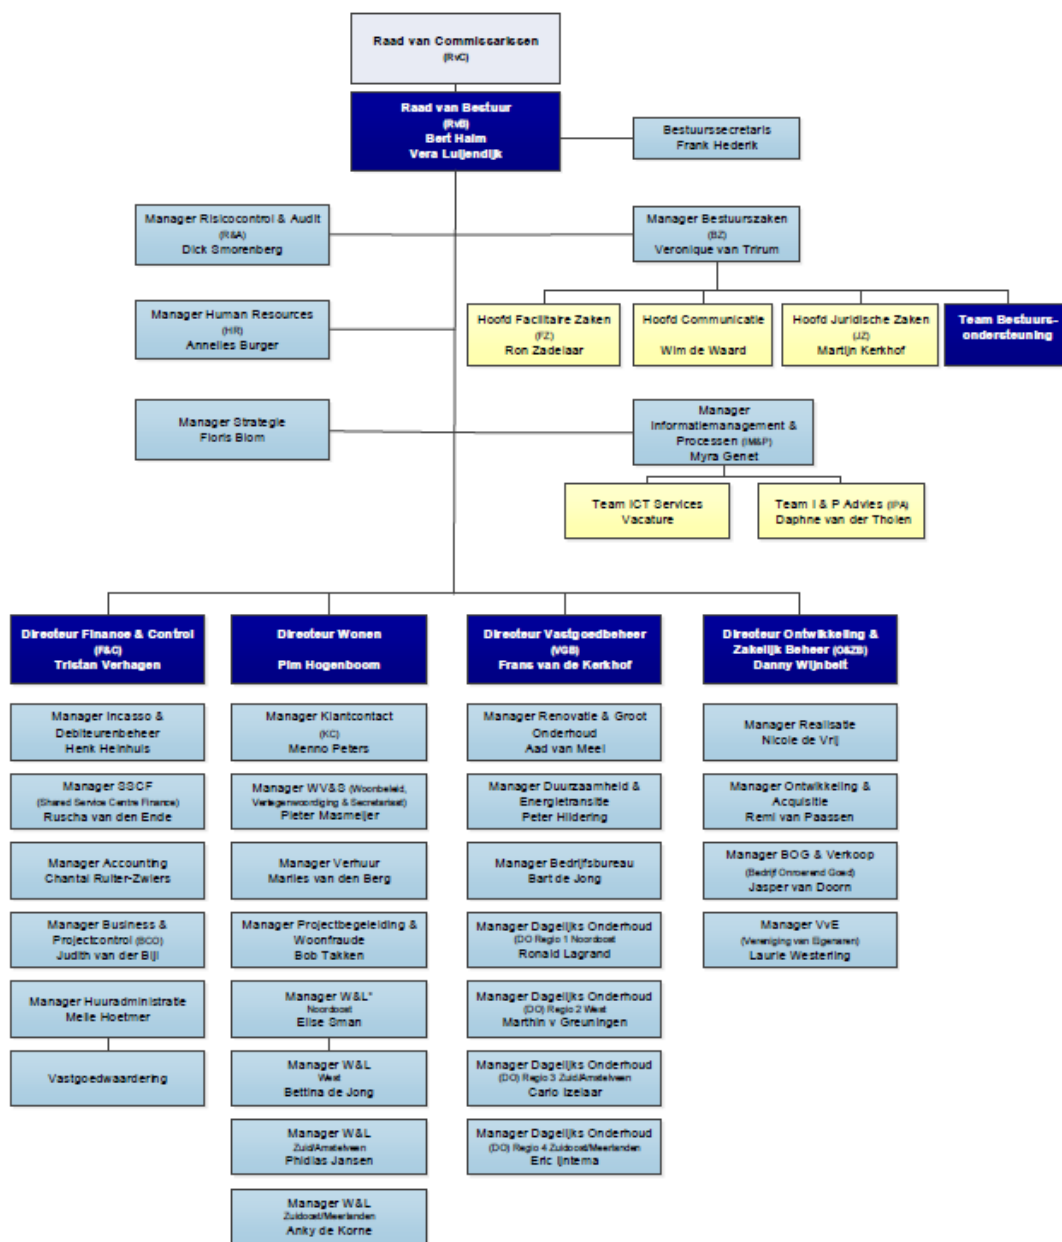 Raad van Commissarissen
(RvC)
Raad van Bestuur
(RvB)
Bert Halm
Vera Luijendijk
Bestuurssecretaris
Frank Hederik
Manager Risicocontrol & Audit
(R&A)
Dick Smorenberg
Manager Bestuurszaken
(BZ)
Veronique van Trirum
Manager Human Resources
(HR)
Annelies Burger
Hoofd Facilitaire Zaken
(FZ)
Ron Zadelaar
Hoofd Communicatie
Wim de Waard
Hoofd Juridische Zaken
(JZ)
Martijn Kerkhof
Team Bestuurs-
ondersteuning
Manager Strategie
Floris Blom
Manager
Informatiemanagement &
Processen (IM&P)
Myra Genet
Team ICT Services
Vacature
Team I & P Advies (IPA)
Daphne van der Tholen
Directeur Finance & Control
(F&C)
Tristan Verhagen
Manager Incasso &
Debiteurenbeheer
Henk Heinhuis
Manager SSCF
(Shared Service Centre Finance)
Ruscha van den Ende
Manager Accounting
Chantal Ruiter-Zwiers
Manager Business &
Projectcontrol (BCO)
Judith van der Bijl
Manager Huuradministratie
Melle Hoetmer
Vastgoedwaardering
Directeur Wonen
Pim Hogenboom
Manager Klantcontact
(KC)
Menno Peters
Manager WV&S (Woonbeleid,
Vertegenwoordiging & Secretariaat)
Pieter Masmeijer
Manager Verhuur
Marlies van den Berg
Manager Projectbegeleiding &
Woonfraude
Bob Takken
Manager W&L*
Noordoost
Elise Sman
Manager W&L
West
Bettina de Jong
Manager W&L
Zuid/Amstelveen
Phidias Jansen
Manager W&L
Zuidoost/Meerlanden
Anky de Korne
Directeur Vastgoedbeheer
(VGB)
Frans van de Kerkhof
Manager Renovatie & Groot
Onderhoud
Aad van Meel
Manager Duurzaamheid &
Energietransitie
Peter Hildering
Manager Bedrijfsbureau
Bart de Jong
Manager Dagelijks Onderhoud
(DO Regio 1 Noordoost
Ronald Lagrand
Manager Dagelijks Onderhoud
(DO) Regio 2 West
Marthin v Greuningen
Manager Dagelijks Onderhoud
(DO) Regio 3 Zuid/Amstelveen
Carlo Izelaar
Manager Dagelijks Onderhoud
(DO) Regio 4 Zuidoost/Meerlanden
Eric Ijntema
Directeur Ontwikkeling &
Zakelijk Beheer (O&ZB)
Danny Wijnbelt
Manager Realisatie
Nicole de Vrij
Manager Ontwikkeling &
Acquisitie
Remi van Paassen
Manager BOG & Verkoop
(Bedrijf Onroerend Goed)
Jasper van Doorn
Manager VvE
(Vereniging van Eigenaren)
Laurie Westerling